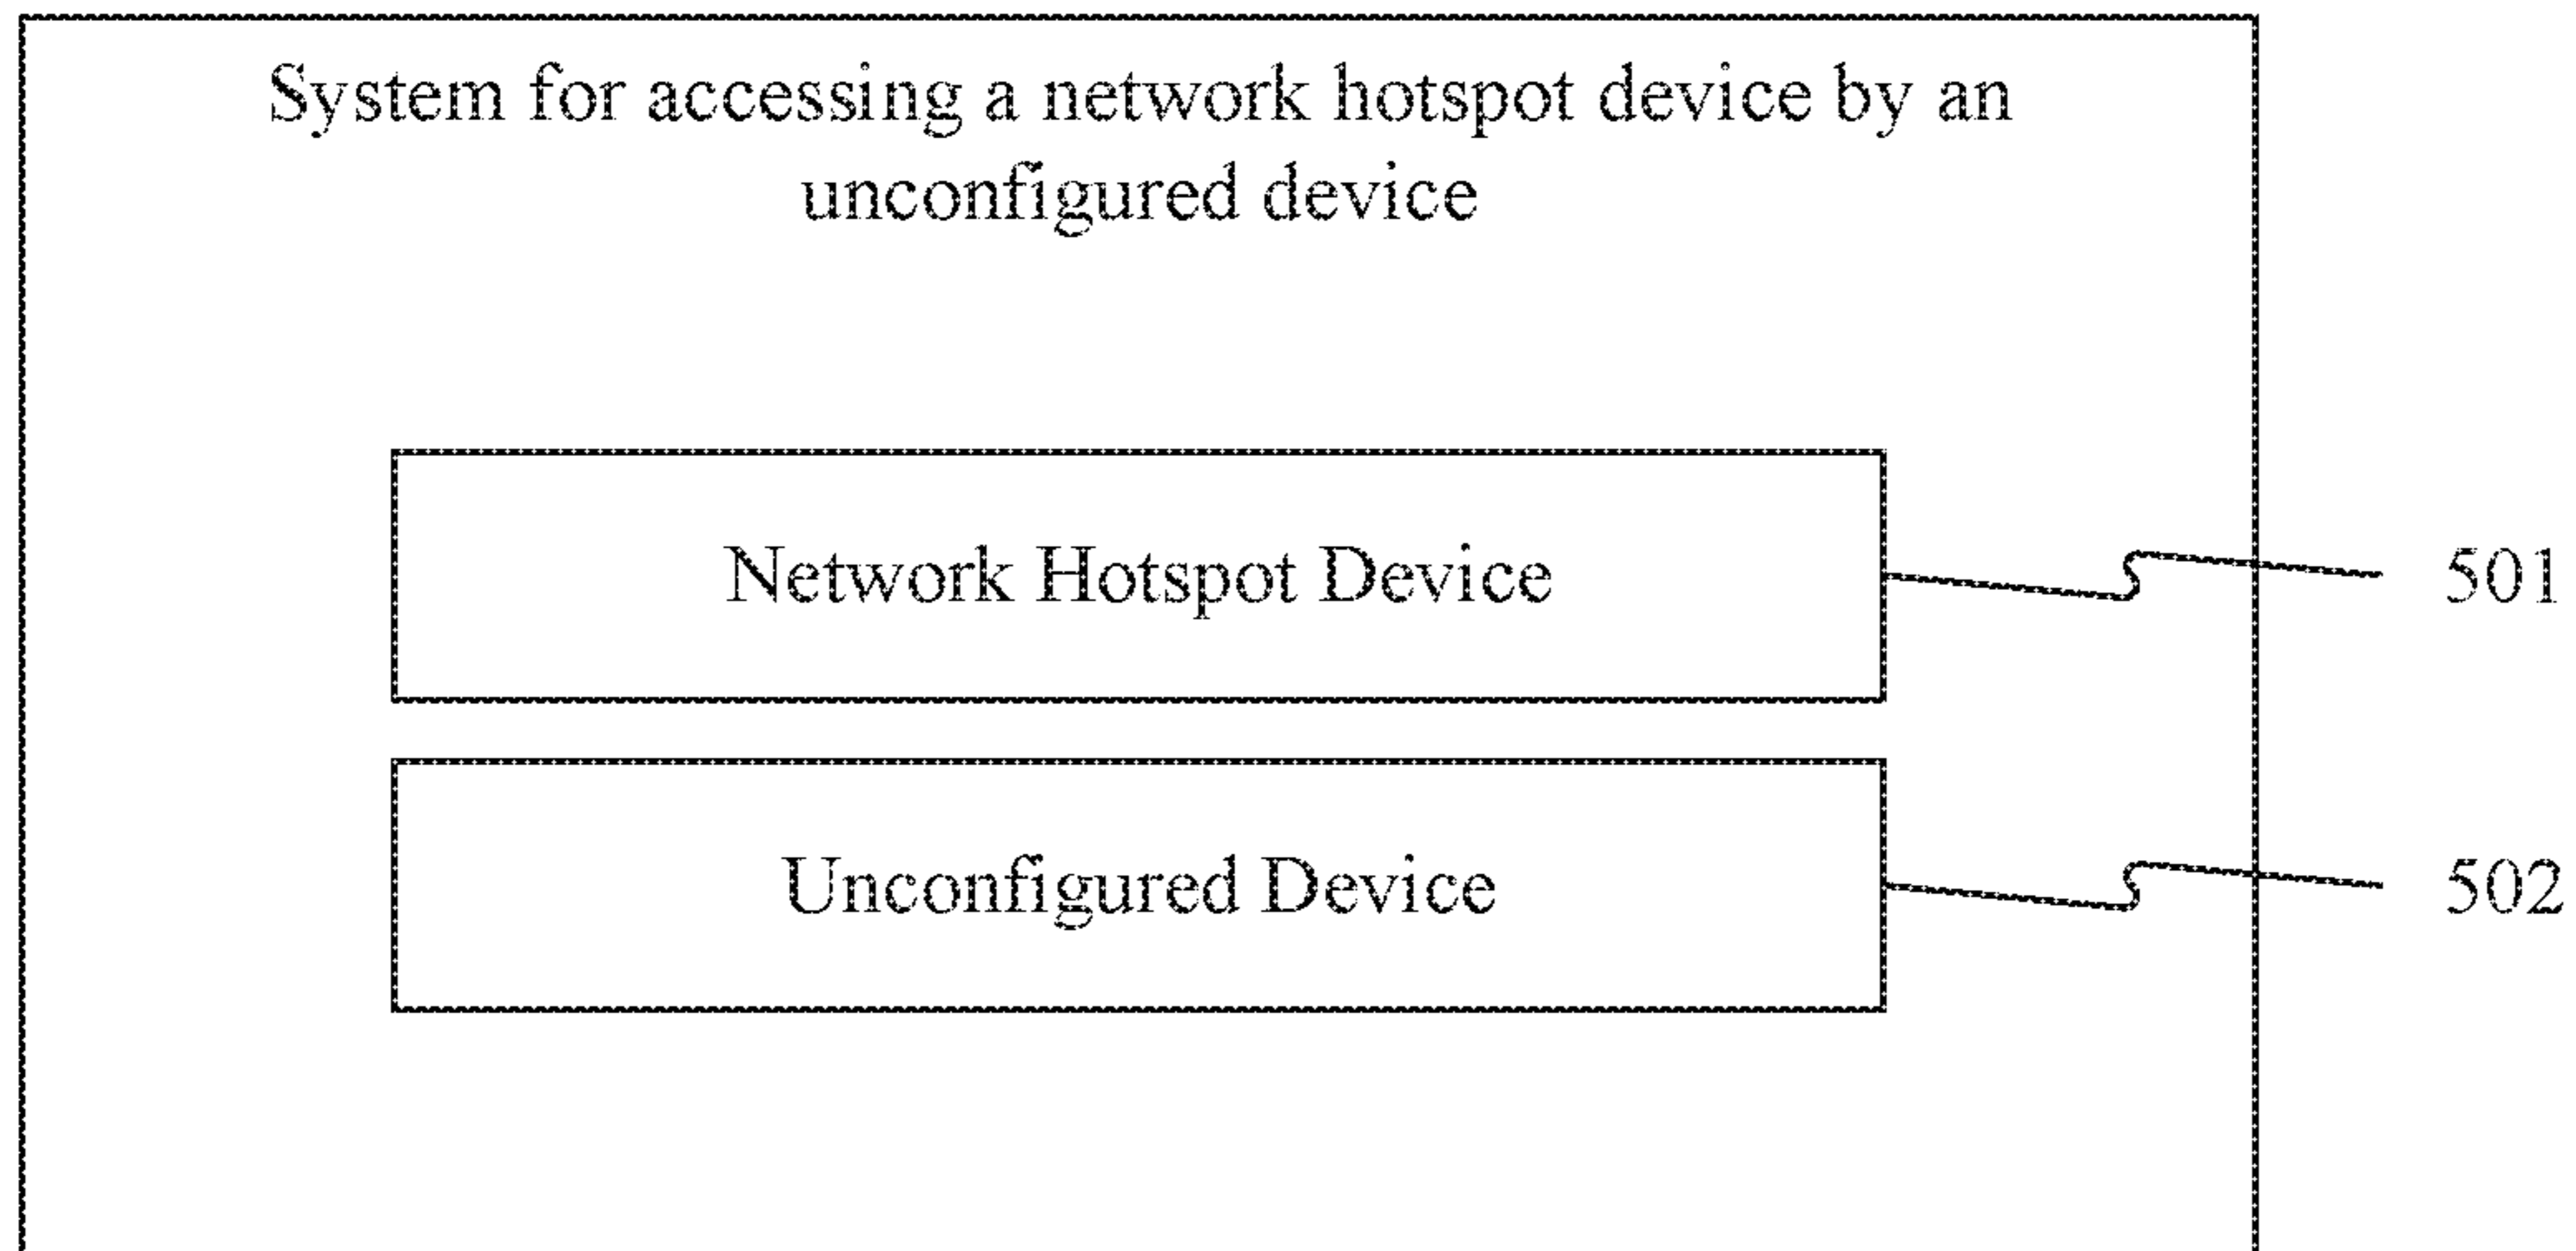 System for accessing a network hotspot device by an
unconfigured device
Network Hotspot Device
501
Unconfigured Device
502